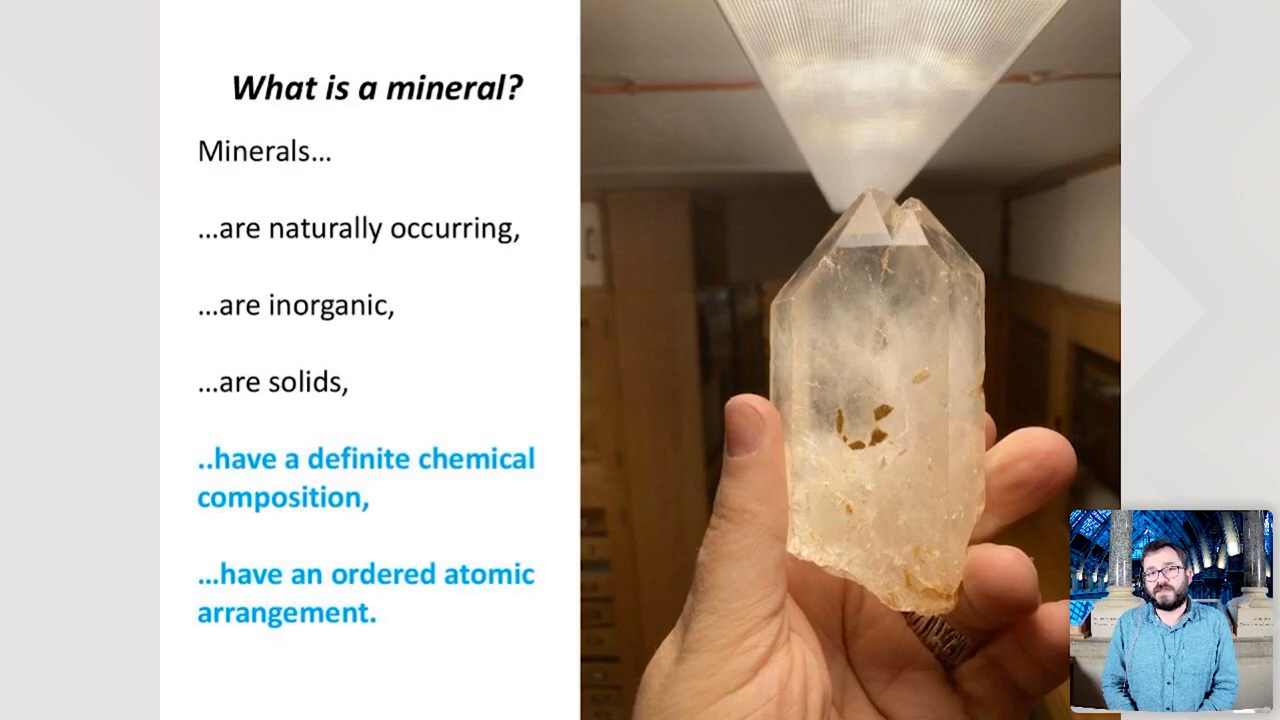 What is a mineral?
Minerals…
…are naturally occurring,
…are inorganic,
…are solids,
..have a definite chemical
composition,
…have an ordered atomic
arrangement.